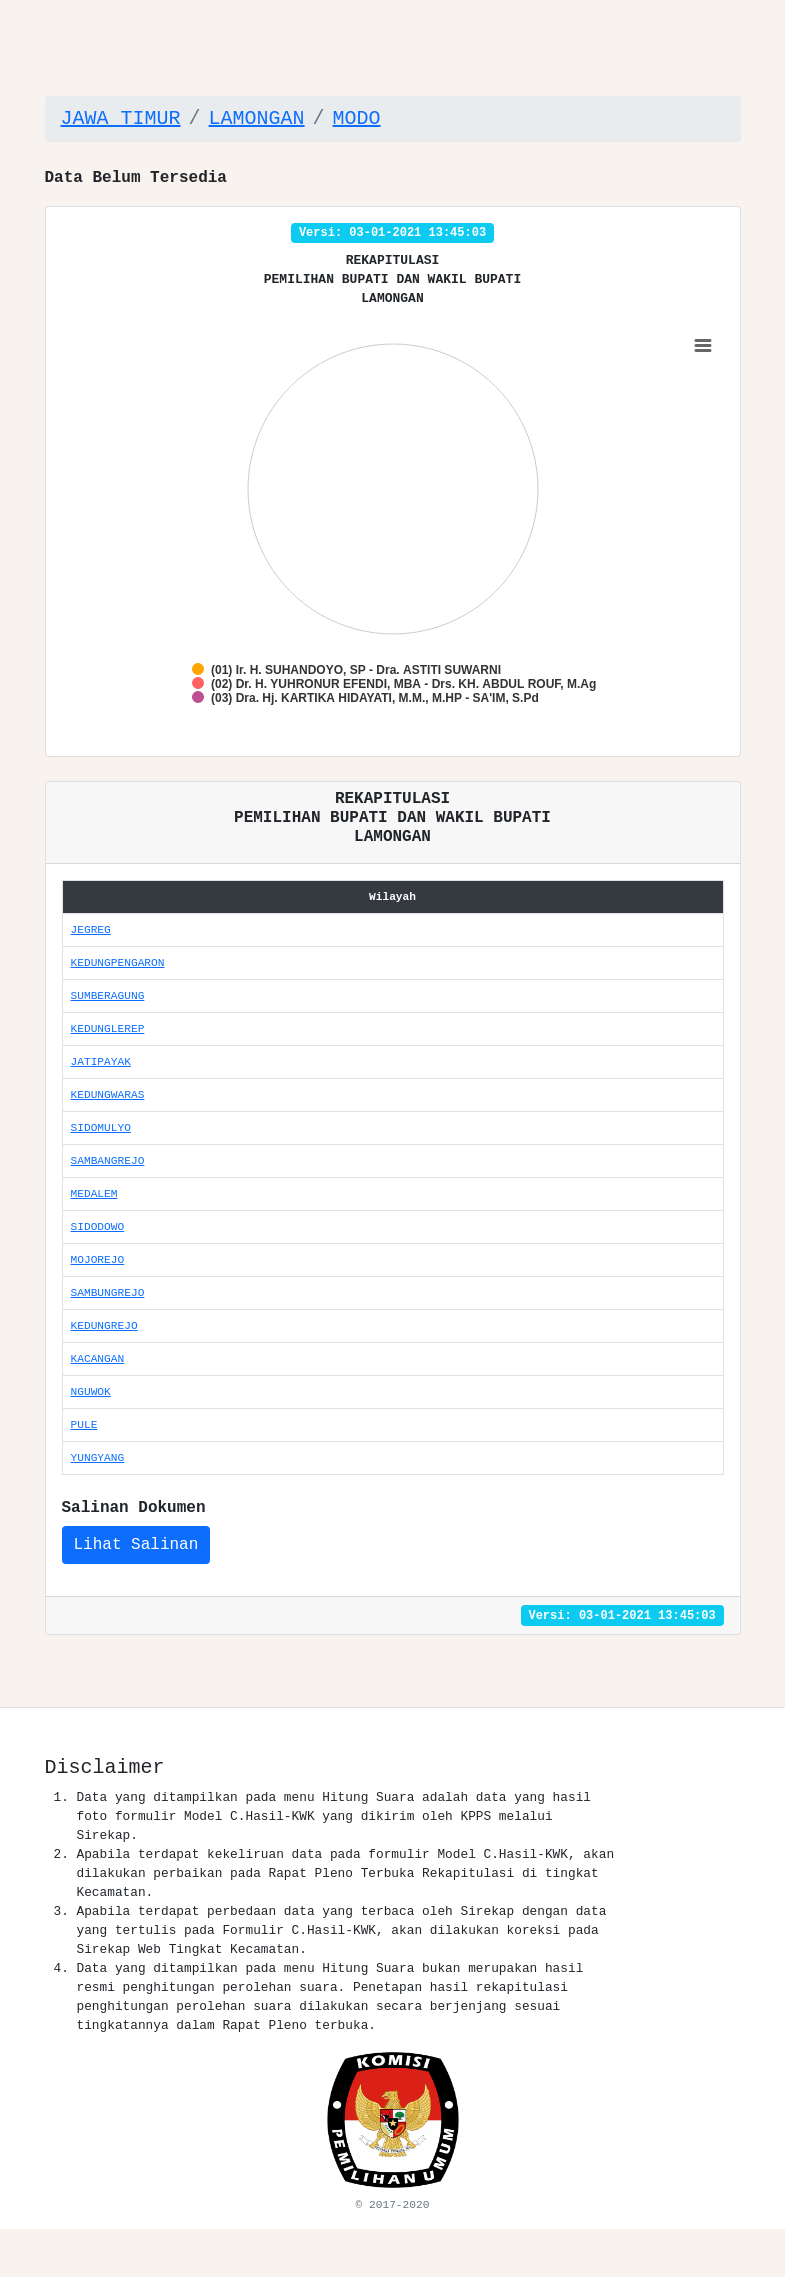 JAWA TIMUR / LAMONGAN / MODO
Data Belum Tersedia
Versi: 03-01-2021 13:45:03
REKAPITULASI
PEMILIHAN BUPATI DAN WAKIL BUPATI
LAMONGAN
(01) Ir. H. SUHANDOYO, SP - Dra. ASTITI SUWARNI
(02) Dr. H. YUHRONUR EFENDI, MBA - Drs. KH. ABDUL ROUF, M.Ag
(03) Dra. Hj. KARTIKA HIDAYATI, M.M., M.HP - SA'IM, S.Pd
REKAPITULASI
PEMILIHAN BUPATI DAN WAKIL BUPATI
LAMONGAN
Wilayah
JEGREG
KEDUNGPENGARON
SUMBERAGUNG
KEDUNGLEREP
JATIPAYAK
KEDUNGWARAS
SIDOMULYO
SAMBANGREJO
MEDALEM
SIDODOWO
MOJOREJO
SAMBUNGREJO
KEDUNGREJO
KACANGAN
NGUWOK
PULE
YUNGYANG
Salinan Dokumen
Lihat Salinan
Versi: 03-01-2021 13:45:03
Disclaimer
1. Data yang ditampilkan pada menu Hitung Suara adalah data yang hasil
foto formulir Model C.Hasil-KWK yang dikirim oleh KPPS melalui
Sirekap.
2. Apabila terdapat kekeliruan data pada formulir Model C.Hasil-KWK, akan
dilakukan perbaikan pada Rapat Pleno Terbuka Rekapitulasi di tingkat
Kecamatan.
3. Apabila terdapat perbedaan data yang terbaca oleh Sirekap dengan data
yang tertulis pada Formulir C.Hasil-KWK, akan dilakukan koreksi pada
Sirekap Web Tingkat Kecamatan.
4. Data yang ditampilkan pada menu Hitung Suara bukan merupakan hasil
resmi penghitungan perolehan suara. Penetapan hasil rekapitulasi
penghitungan perolehan suara dilakukan secara berjenjang sesuai
tingkatannya dalam Rapat Pleno terbuka.
KOMISI
PEMILIHAN UMUM
© 2017-2020